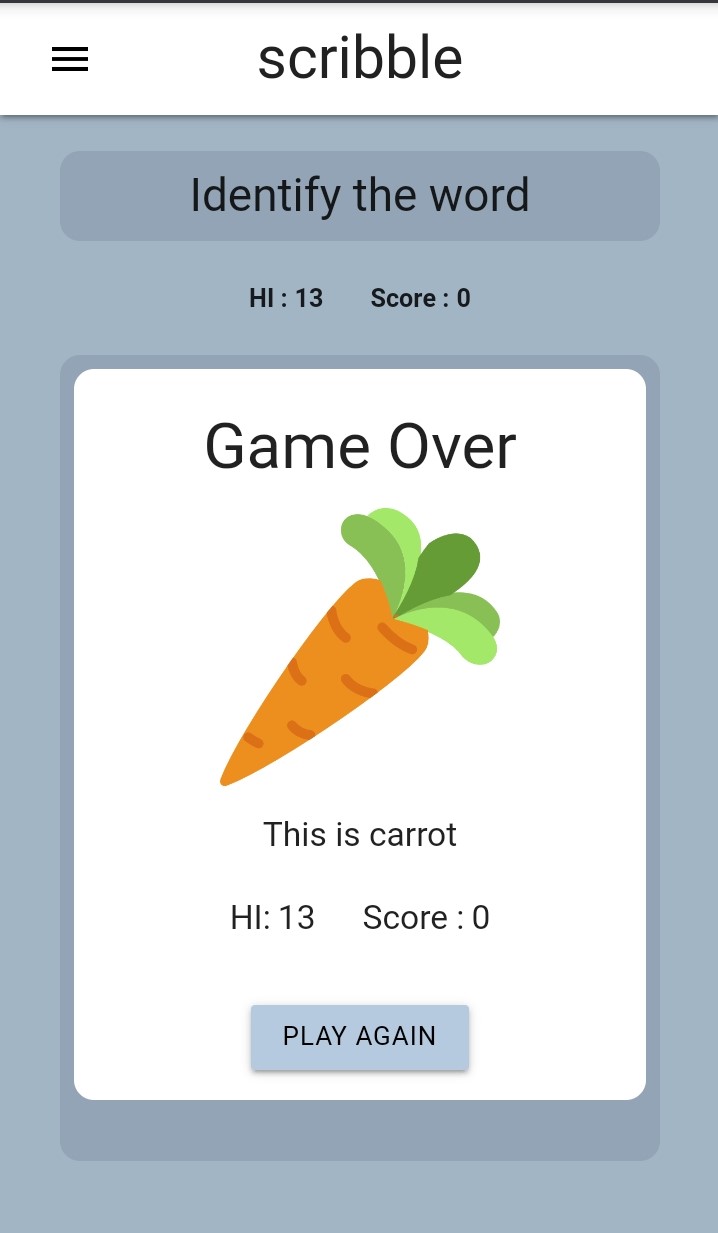 scribble
Identify the word
HI : 13 Score : 0
Game Over
This is carrot
HI: 13 Score : 0
PLAY AGAIN